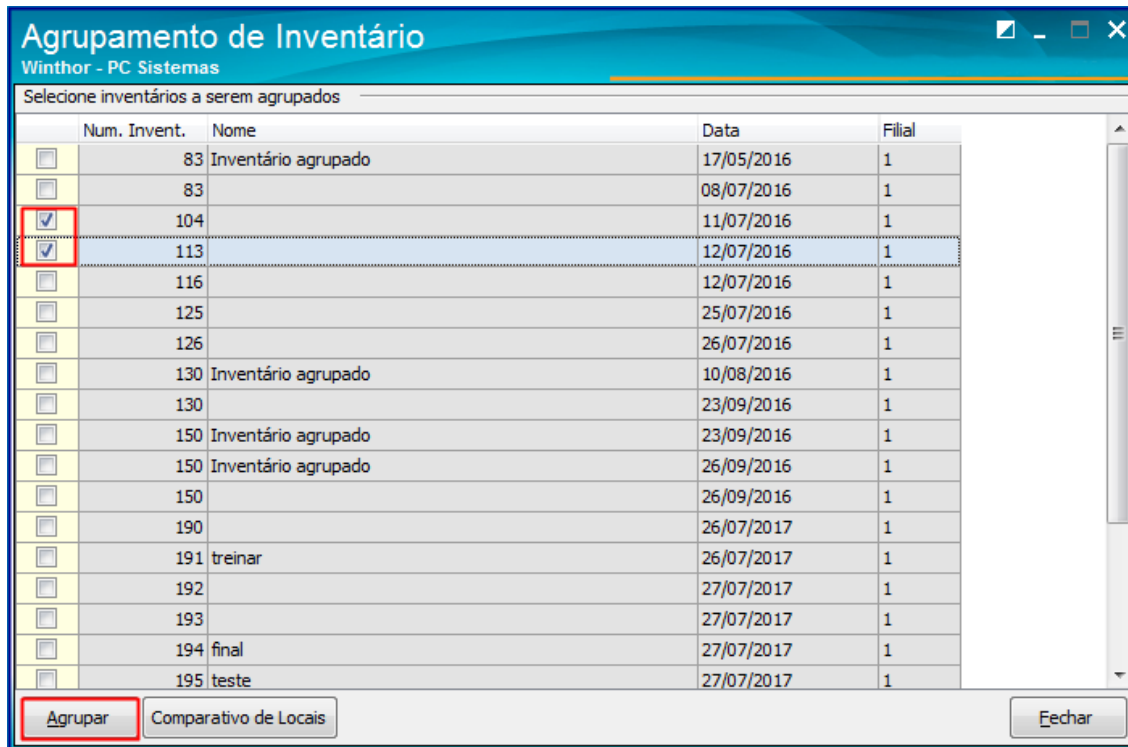 Agrupamento de Inventário
Winthor - PC Sistemas
Selecione inventários a serem agrupados
Num. Invent. Nome Data Filial
83 Inventário agrupado 17/05/2016 1
83 08/07/2016 1
104 11/07/2016 1
113 12/07/2016 1
116 12/07/2016 1
125 25/07/2016 1
126 26/07/2016 1
130 Inventário agrupado 10/08/2016 1
130 23/09/2016 1
150 Inventário agrupado 23/09/2016 1
150 Inventário agrupado 26/09/2016 1
150 26/09/2016 1
190 26/07/2017 1
191 treinar 26/07/2017 1
192 27/07/2017 1
193 27/07/2017 1
194 final 27/07/2017 1
195 teste 27/07/2017 1
Agrupar Comparativo de Locais Fechar